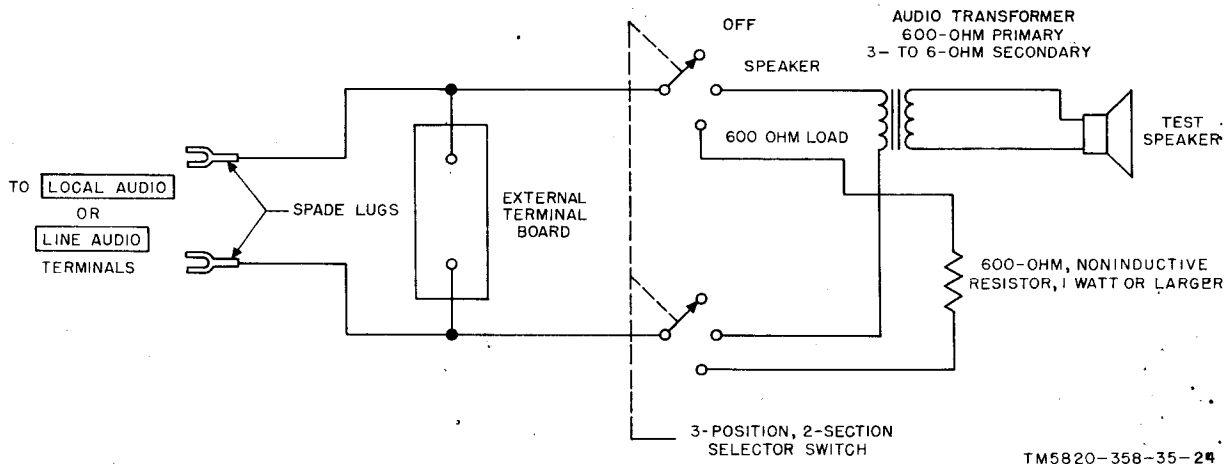 OFF
AUDIO TRANSFORMER
600-OHM PRIMARY
3- TO 6-OHM SECONDARY
SPEAKER
600 OHM LOAD
TEST
SPEAKER
TO LOCAL AUDIO
OR
LINE AUDIO
TERMINALS
SPADE LUGS
EXTERNAL
TERMINAL
BOARD
600-OHM, NONINDUCTIVE
RESISTOR, 1 WATT OR LARGER
3-POSITION, 2-SECTION
SELECTOR SWITCH
TM5820-358-35-24